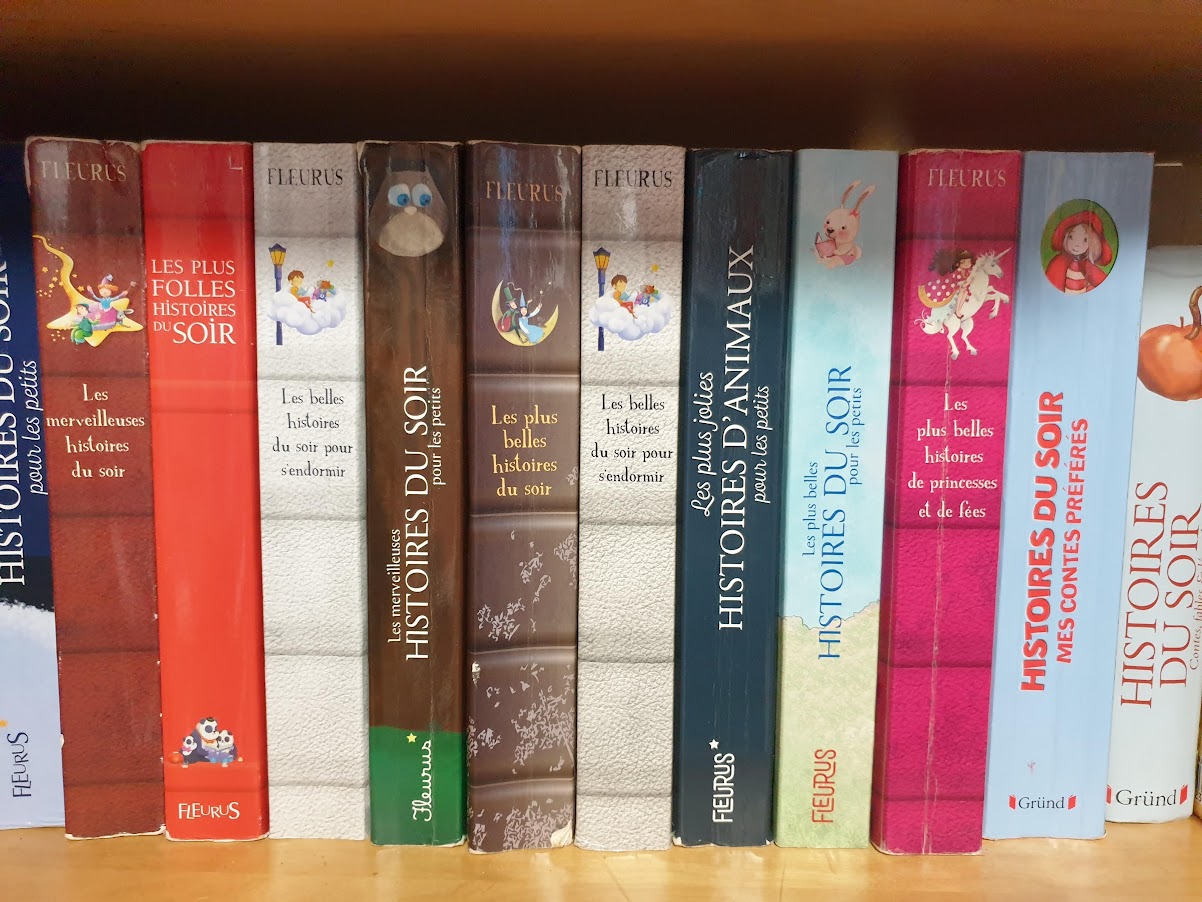 HISTOIRES DU SOIR
pour les petits
FLEURUS
FLEURUS
Les
merveilleuses
histoires
du soir
LES PLUS
FOLLES
HISTOIRES
DU SOIR
FLEURUS
FLEURUS
Les belles
histoires
du soir pour
s'endormir
Les merveilleuses
HISTOIRES DU SOIR
pour les petits
Fleurus
FLEURUS
Les plus
belles
histoires
du soir
FLEURUS
Les belles
histoires
du soir pour
s'endormir
Les plus jolies
HISTOIRES D'ANIMAUX
pour les petits
FLEURUS
Les plus belles
HISTOIRES DU SOIR
pour les petits
FLEURUS
FLEURUS
Les
plus belles
histoires
de princesses
et de fées
HISTOIRES DU SOIR
MES CONTES PRÉFÉRÉS
Gründ
HISTOIRES
DU SOIR
Contes,
Gründ